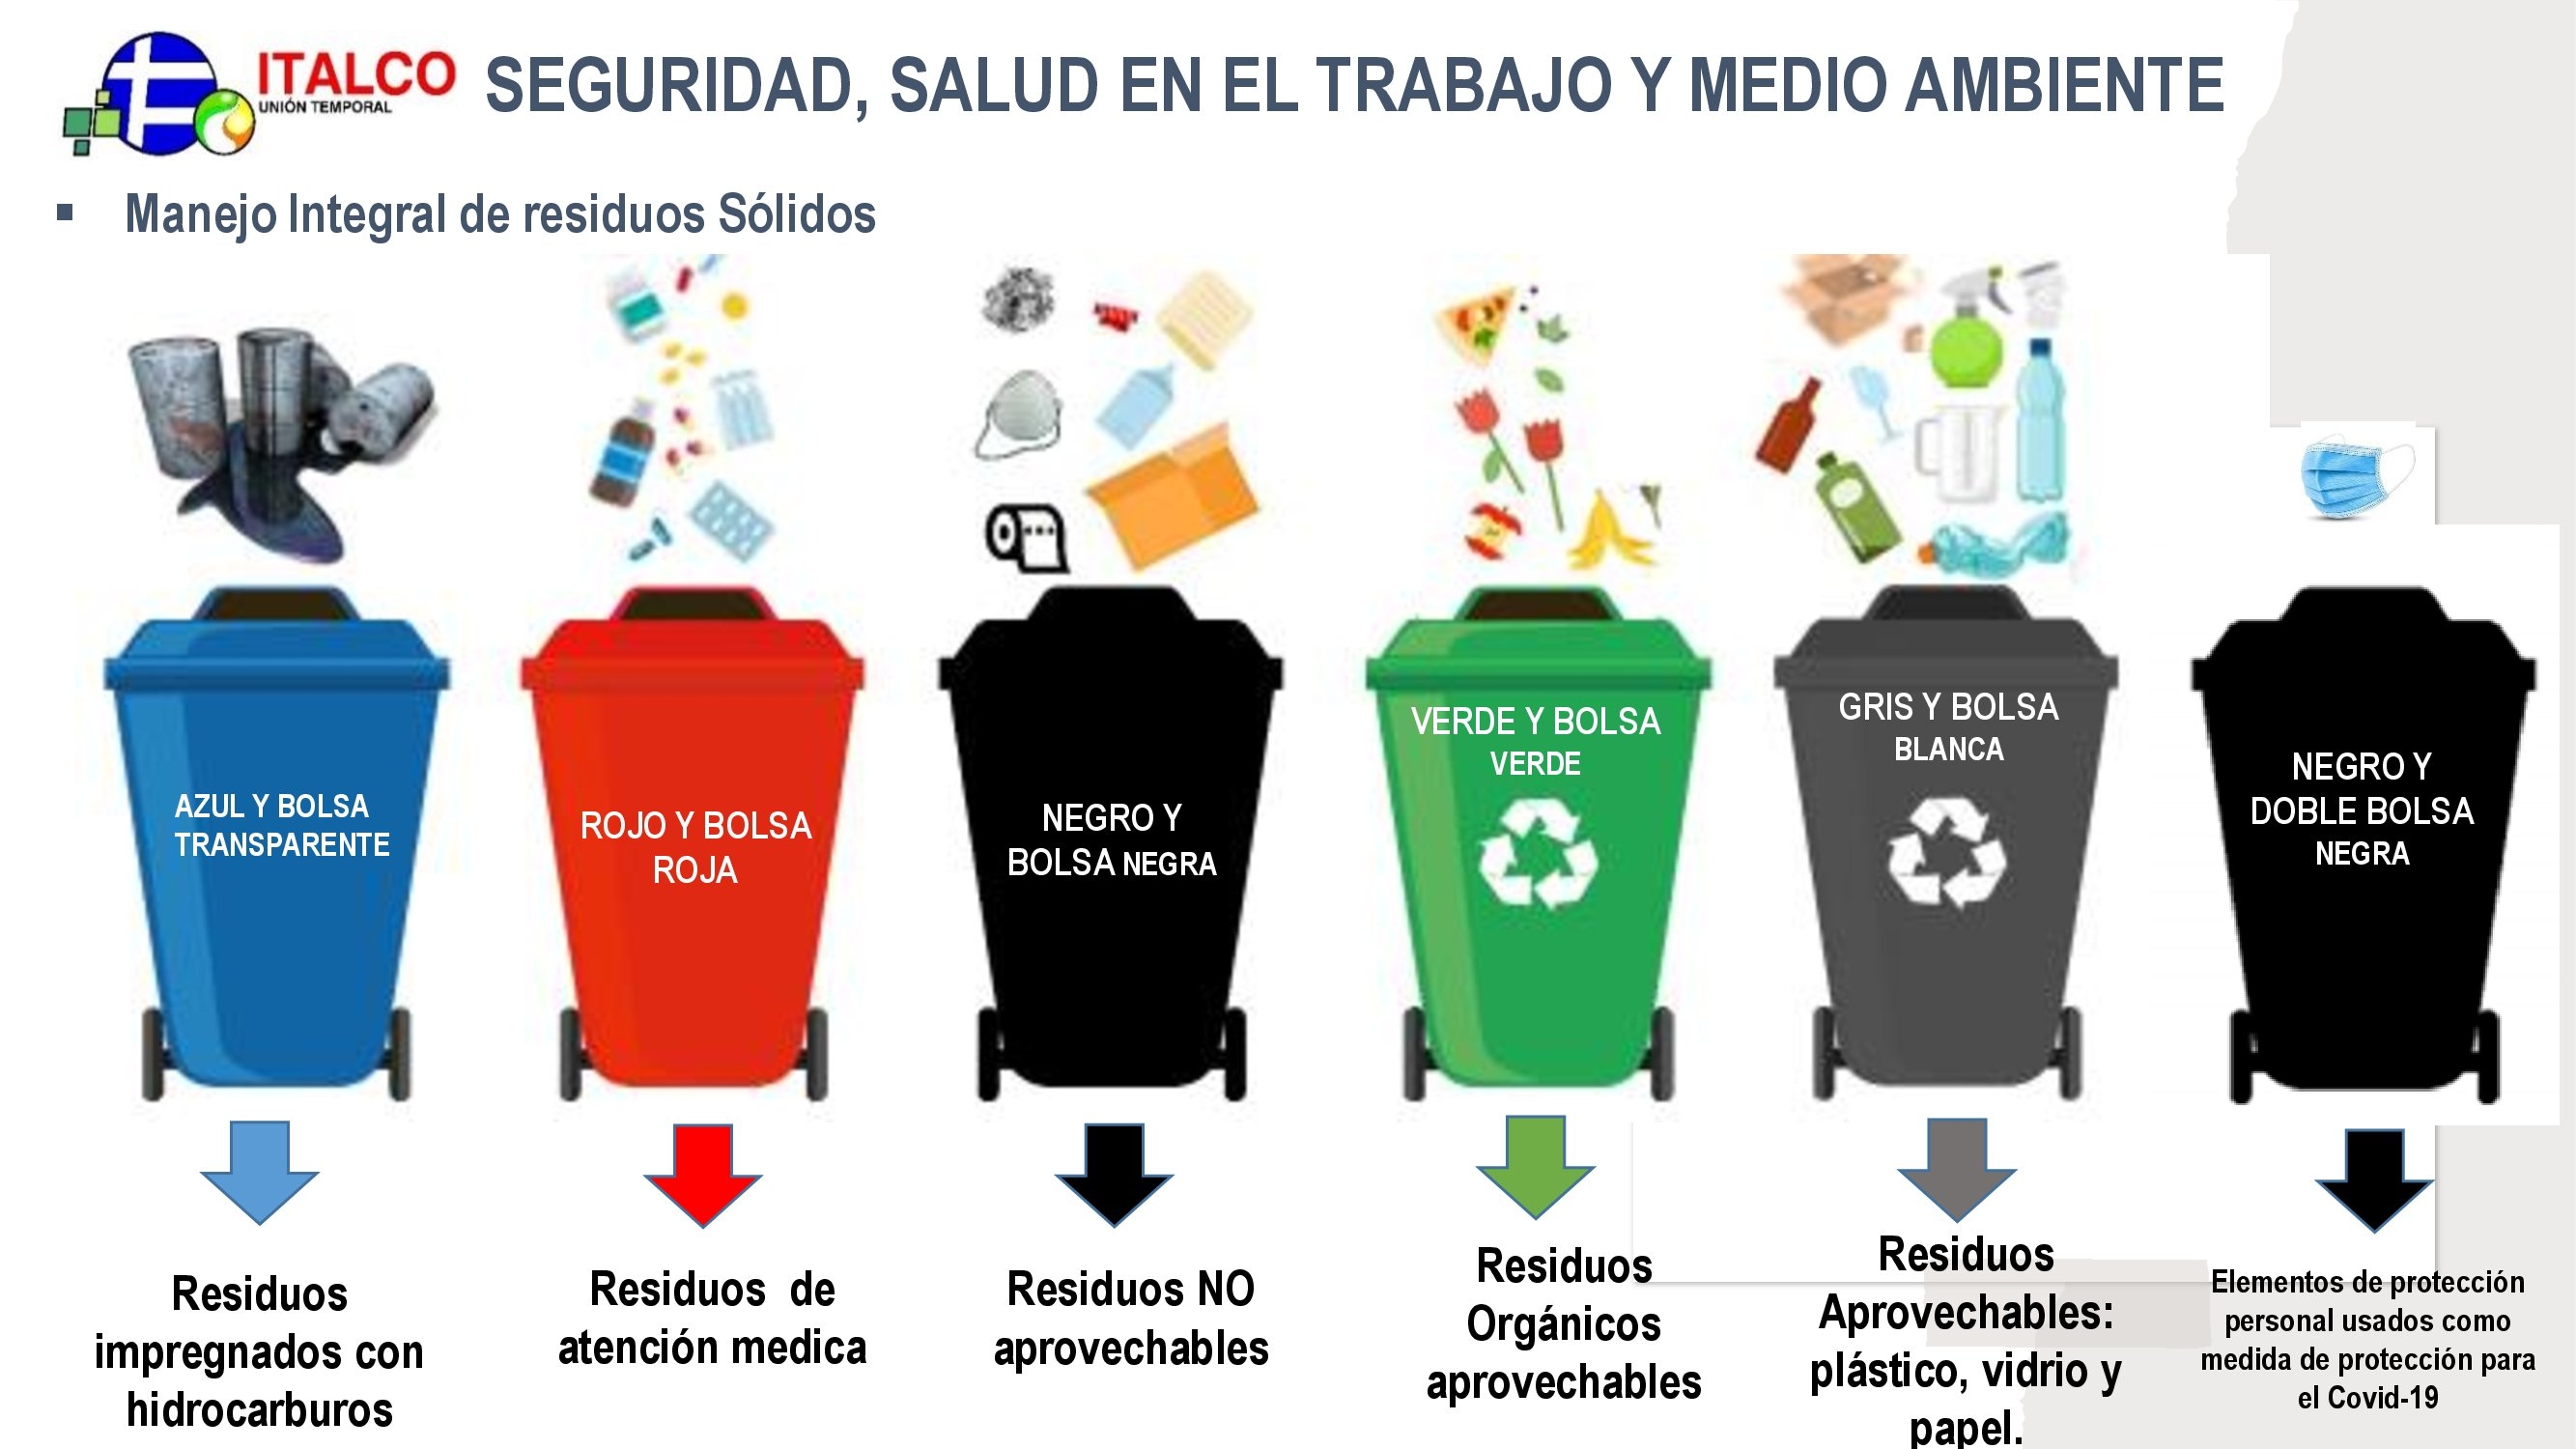 ITALCO
UNIÓN TEMPORAL
SEGURIDAD, SALUD EN EL TRABAJO Y MEDIO AMBIENTE
▪ Manejo Integral de residuos Sólidos
AZUL Y BOLSA
TRANSPARENTE
ROJO Y BOLSA
ROJA
NEGRO Y
BOLSA NEGRA
VERDE Y BOLSA
VERDE
GRIS Y BOLSA
BLANCA
NEGRO Y
DOBLE BOLSA
NEGRA
Residuos
impregnados con
hidrocarburos
Residuos de
atención medica
Residuos NO
aprovechables
Residuos
Orgánicos
aprovechables
Residuos
Aprovechables:
plástico, vidrio y
papel.
Elementos de protección
personal usados como
medida de protección para
el Covid-19